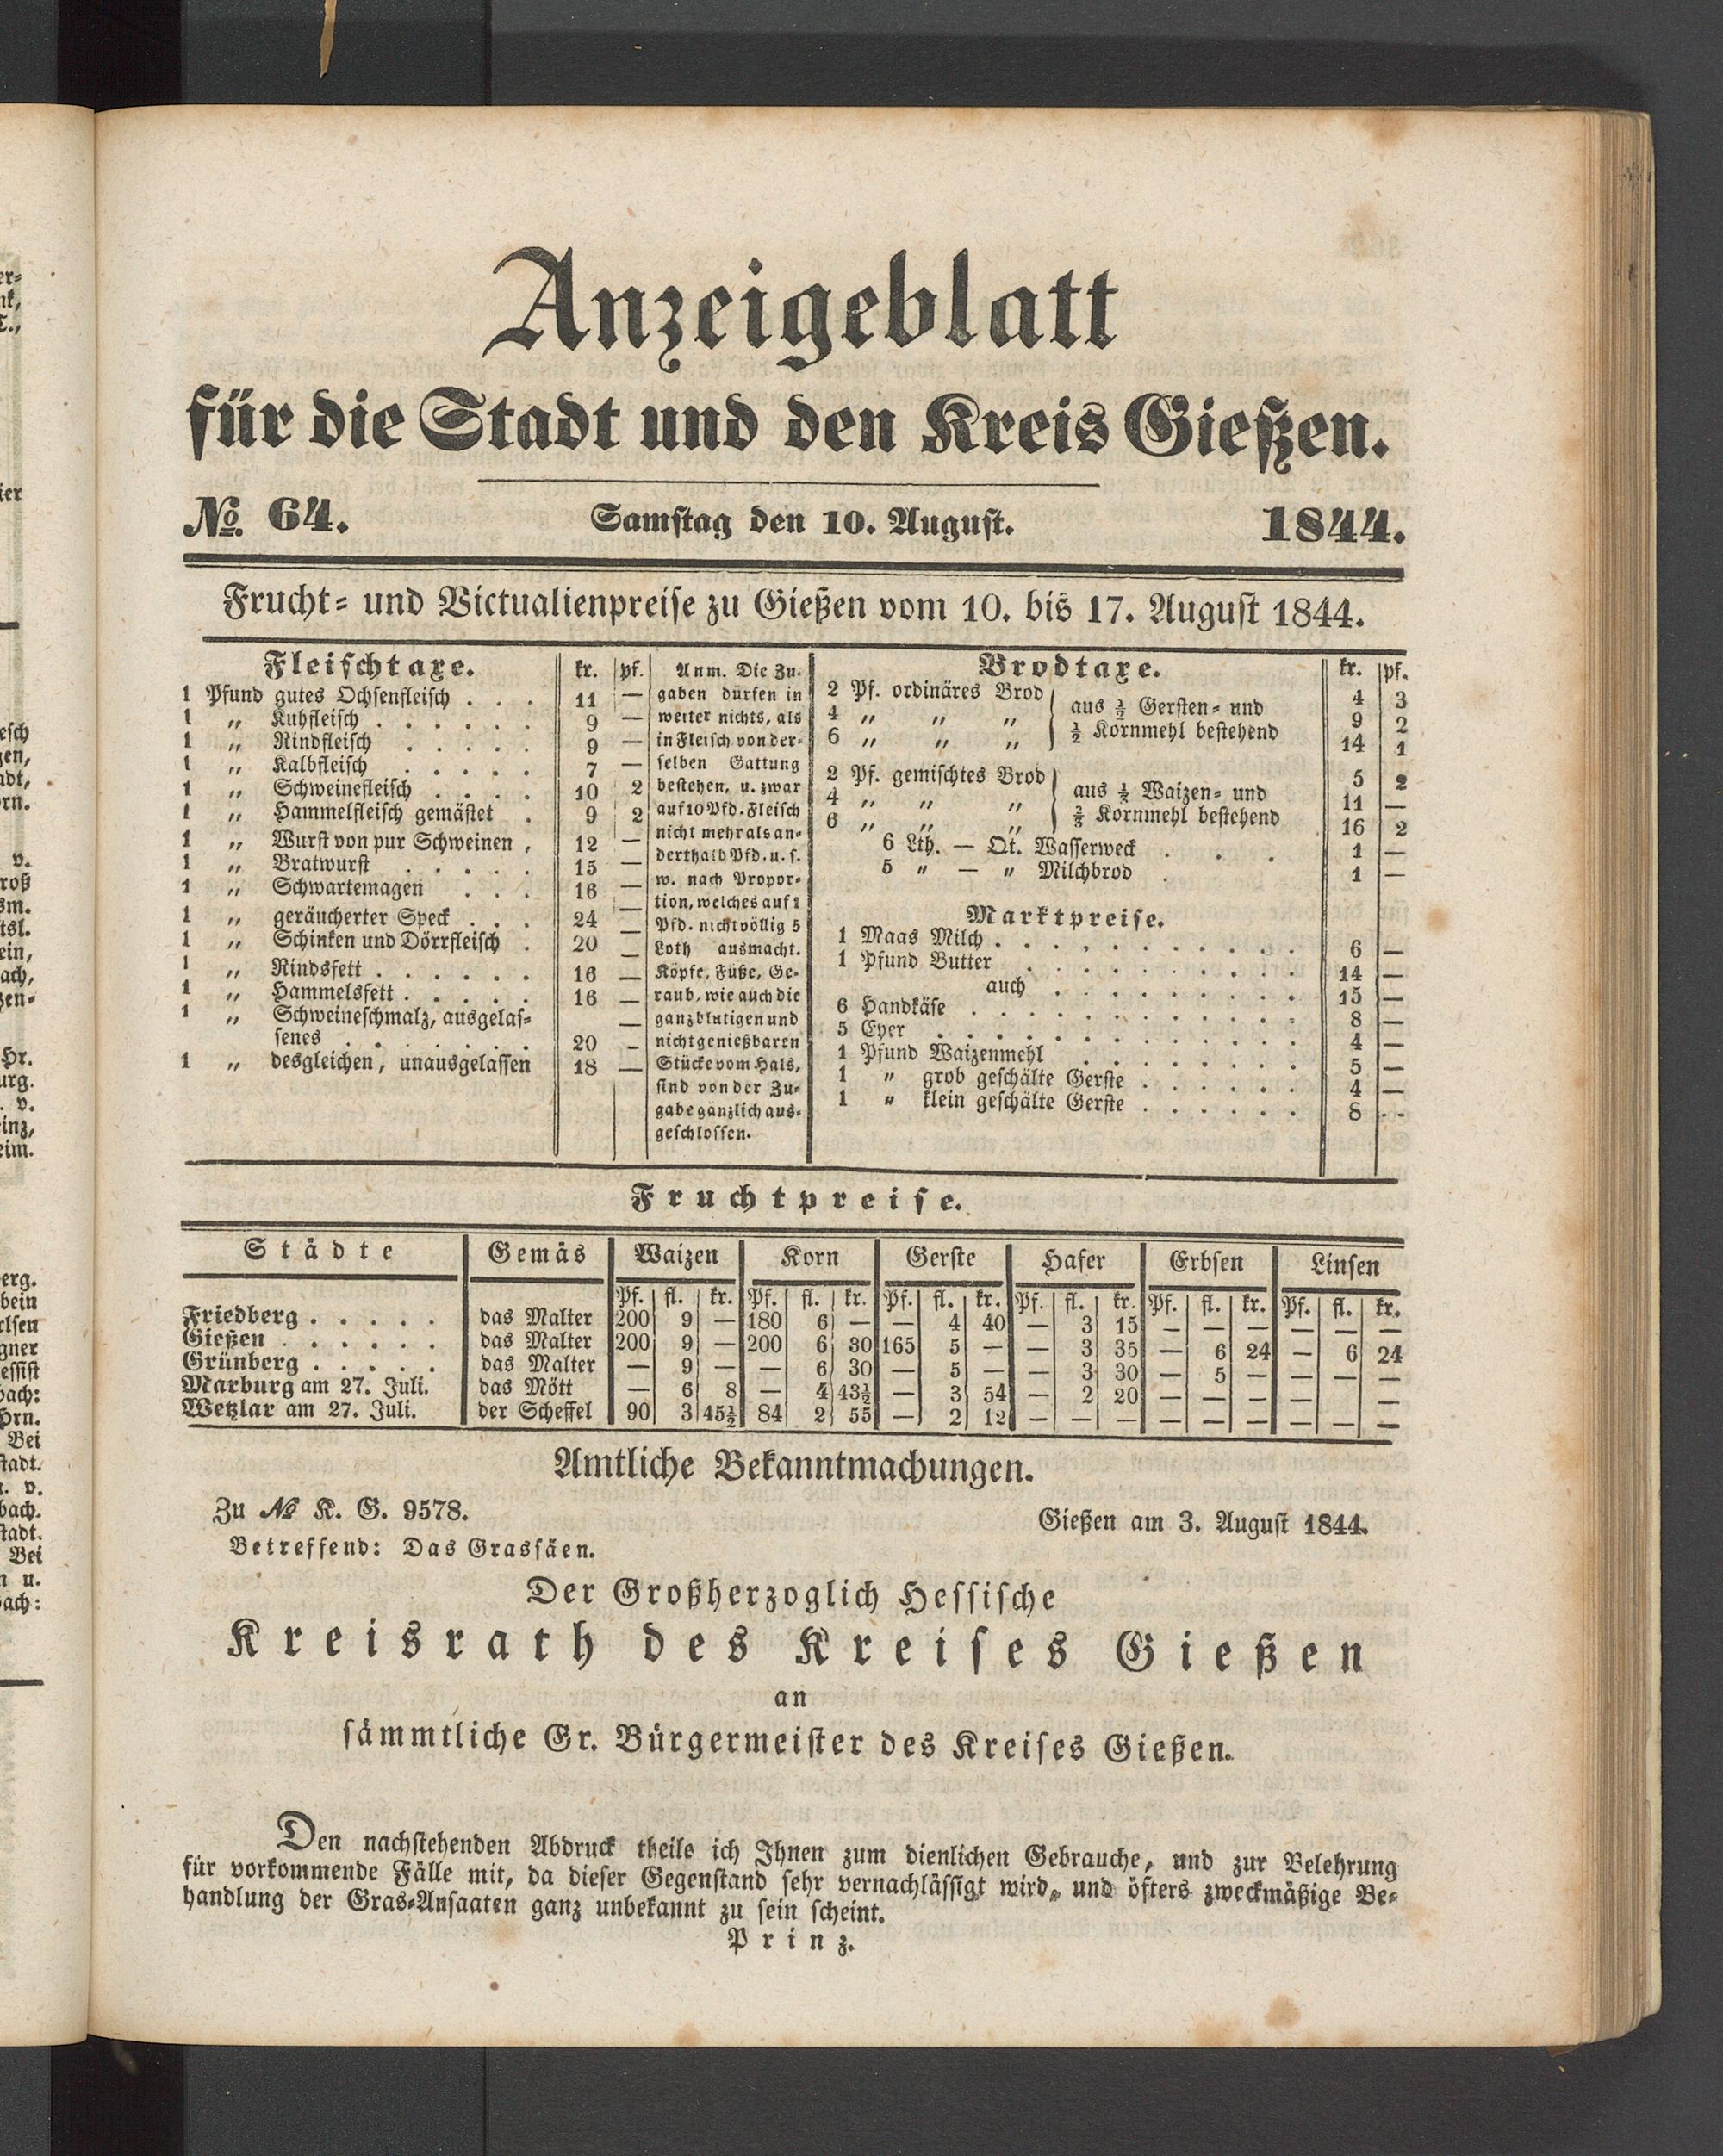 Anzeigeblatt
für die Stadt und den Kreis Gießen.
№ 64. Samstag den 10. August. 1844.
Frucht- und Victualienpreise zu Gießen vom 10. bis 17. August 1844.
Fleischtaxe. kr. pf.
1 Pfund gutes Ochsenfleisch . . . 11 —
1 „ Kuhfleisch . . . . . . 9 —
1 „ Rindfleisch . . . . . 9 —
1 „ Kalbfleisch . . . . . 7 —
1 „ Schweinefleisch . . . . 10 2
1 „ Hammelfleisch gemästet . 9 2
1 „ Wurst von pur Schweinen , 12 —
1 „ Bratwurst . . . . . 15 —
1 „ Schwartemagen . . . . 16 —
1 „ geräucherter Speck . . . 24 —
1 „ Schinken und Dörrfleisch . 20 —
1 „ Rindsfett . . . . . . 16 —
1 „ Hammelsfett . . . . . 16 —
1 „ Schweineschmalz, ausgelas-
senes . . . . . . . 20 -
1 „ desgleichen, unausgelassen 18 —
Anm. Die Zu-
gaben dürfen in
weiter nichts, als
in Fleisch von der-
selben Gattung
bestehen, u. zwar
auf 10 Pfd. Fleisch
nicht mehr als an-
derthalb Pfd. u. s.
w. nach Propor-
tion, welches auf 1
Pfd. nicht völlig 5
Loth ausmacht.
Köpfe, Füße, Ge-
raub, wie auch die
ganz blutigen und
nicht genießbaren
Stücke vom Hals,
sind von der Zu-
gabe gänzlich aus-
geschlossen.
Brodtaxe. kr. pf.
2 Pf. ordinäres Brod 4 3
4 „ „ „ aus ½ Gersten- und 9 2
6 „ „ „ ½ Kornmehl bestehend 14 1
2 Pf. gemischtes Brod 5 2
4 „ „ „ aus ⅓ Waizen- und 11 —
6 „ „ „ ⅔ Kornmehl bestehend 16 2
6 Lth. — Qt. Wasserweck . . . 1 —
5 „ — „ Milchbrod . . . 1 —
Marktpreise.
1 Maas Milch . . . . . . . . . . . 6 —
1 Pfund Butter . . . . . . . . . . 14 —
auch . . . . . . . . . 15 —
6 Handkäse . . . . . . . . . . . . 8 —
5 Eyer . . . . . . . . . . . . . 4 —
1 Pfund Waizenmehl . . . . . . . . 5 —
1 „ grob geschälte Gerste . . . . . . 4 —
1 „ klein geschälte Gerste . . . . . . 8 --
Fruchtpreise.
Städte Gemäs Waizen Korn Gerste Hafer Erbsen Linsen
Pf. fl. kr. Pf. fl. kr. Pf. fl. kr. Pf. fl. kr. Pf. fl. kr. Pf. fl. kr.
Friedberg . . . . . das Malter 200 9 — 180 6 — — 4 40 — 3 15 — — — — — —
Gießen . . . . . . das Malter 200 9 — 200 6 30 165 5 — — 3 35 — 6 24 — 6 24
Grünberg . . . . . das Malter — 9 — — 6 30 — 5 — — 3 30 — 5 — — — —
Marburg am 27. Juli. das Mött — 6 8 — 4 43½ — 3 54 — 2 20 — — — — — —
Wetzlar am 27. Juli. der Scheffel 90 3 45½ 84 2 55 — 2 12 — — — — — — — — —
Amtliche Bekanntmachungen.
Zu № K. G. 9578. Gießen am 3. August 1844.
Betreffend: Das Grassäen.
Der Großherzoglich Hessische
Kreisrath des Kreises Gießen
an
sämmtliche Gr. Bürgermeister des Kreises Gießen.
Den nachstehenden Abdruck theile ich Ihnen zum dienlichen Gebrauche, und zur Belehrung
für vorkommende Fälle mit, da dieser Gegenstand sehr vernachlässigt wird, und öfters zweckmäßige Be-
handlung der Gras-Ansaaten ganz unbekannt zu sein scheint.
Prinz.